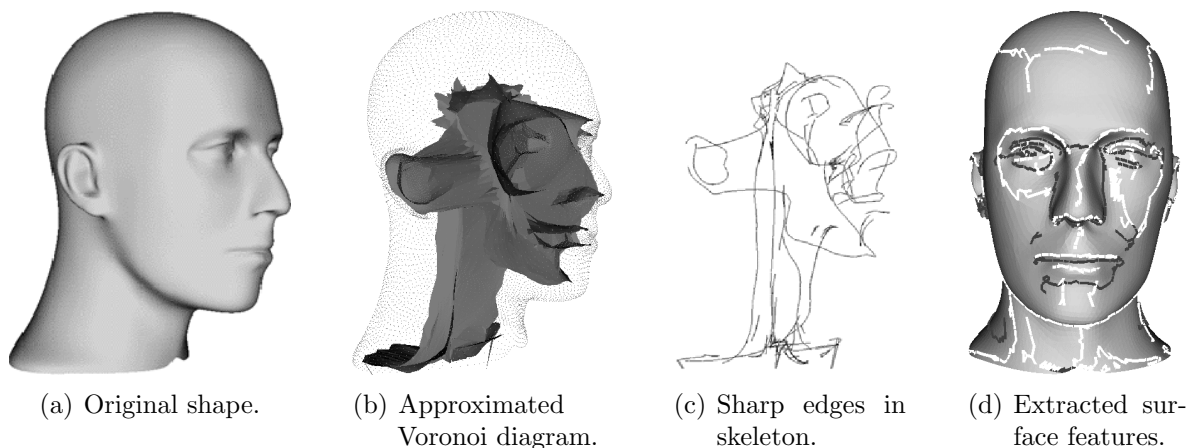 (a) Original shape.
(b) Approximated
Voronoi diagram.
(c) Sharp edges in
skeleton.
(d) Extracted sur-
face features.